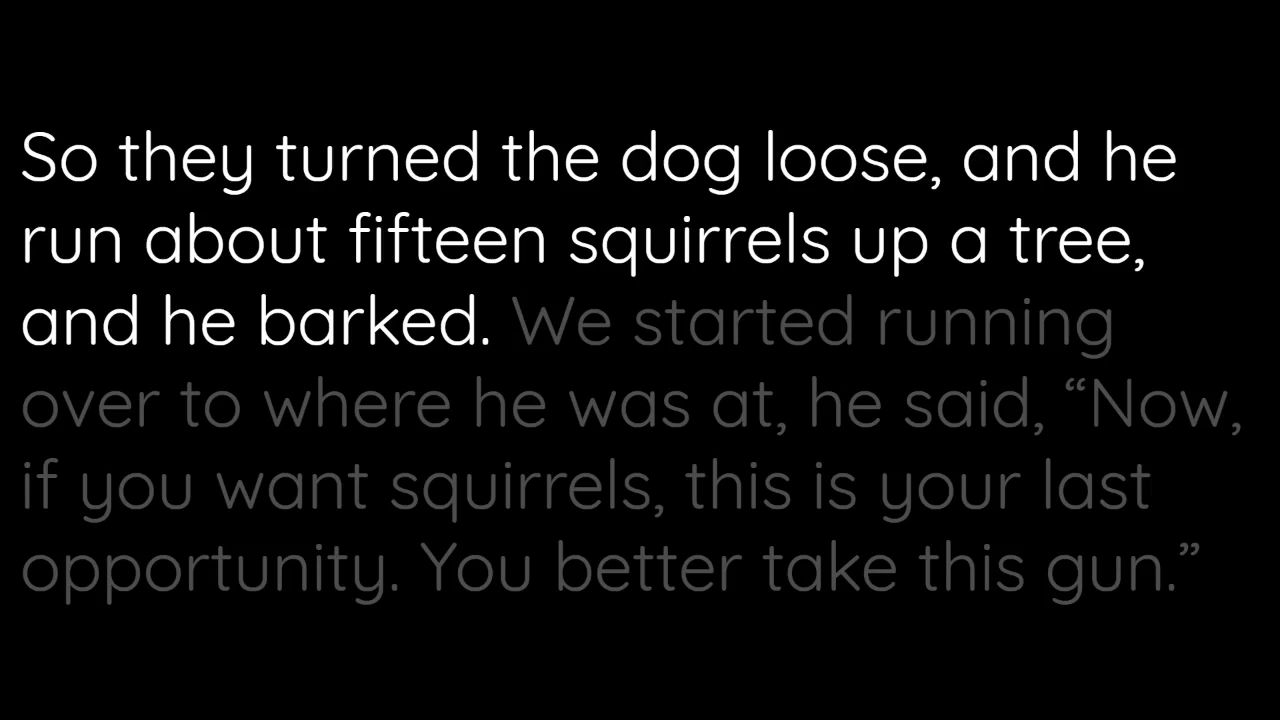 So they turned the dog loose, and he
run about fifteen squirrels up a tree,
and he barked. We started running
over to where he was at, he said, “Now,
if you want squirrels, this is your last
opportunity. You better take this gun.”